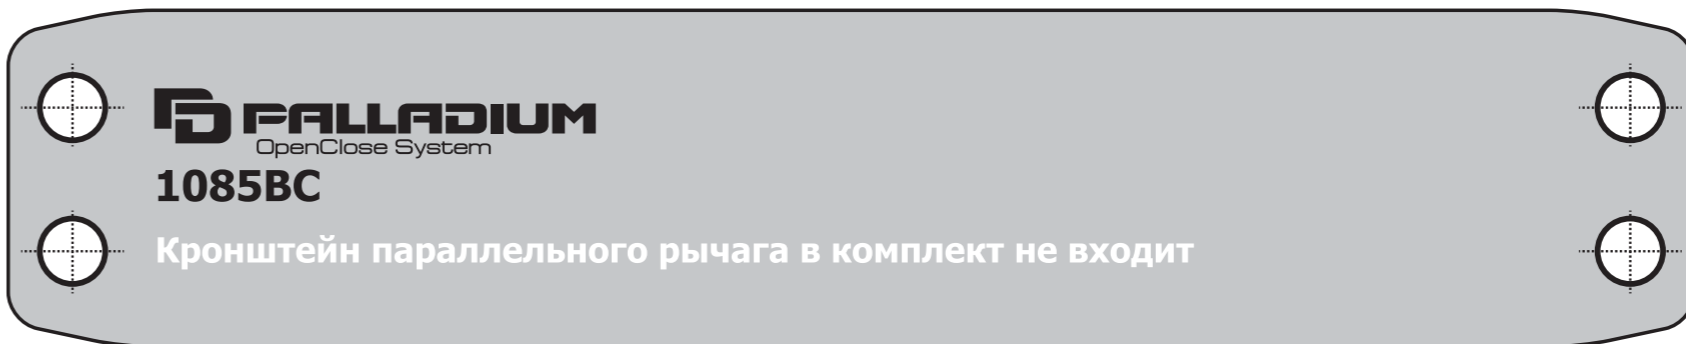 PALLADIUM
OpenClose System
1085BC
Кронштейн параллельного рычага в комплект не входит